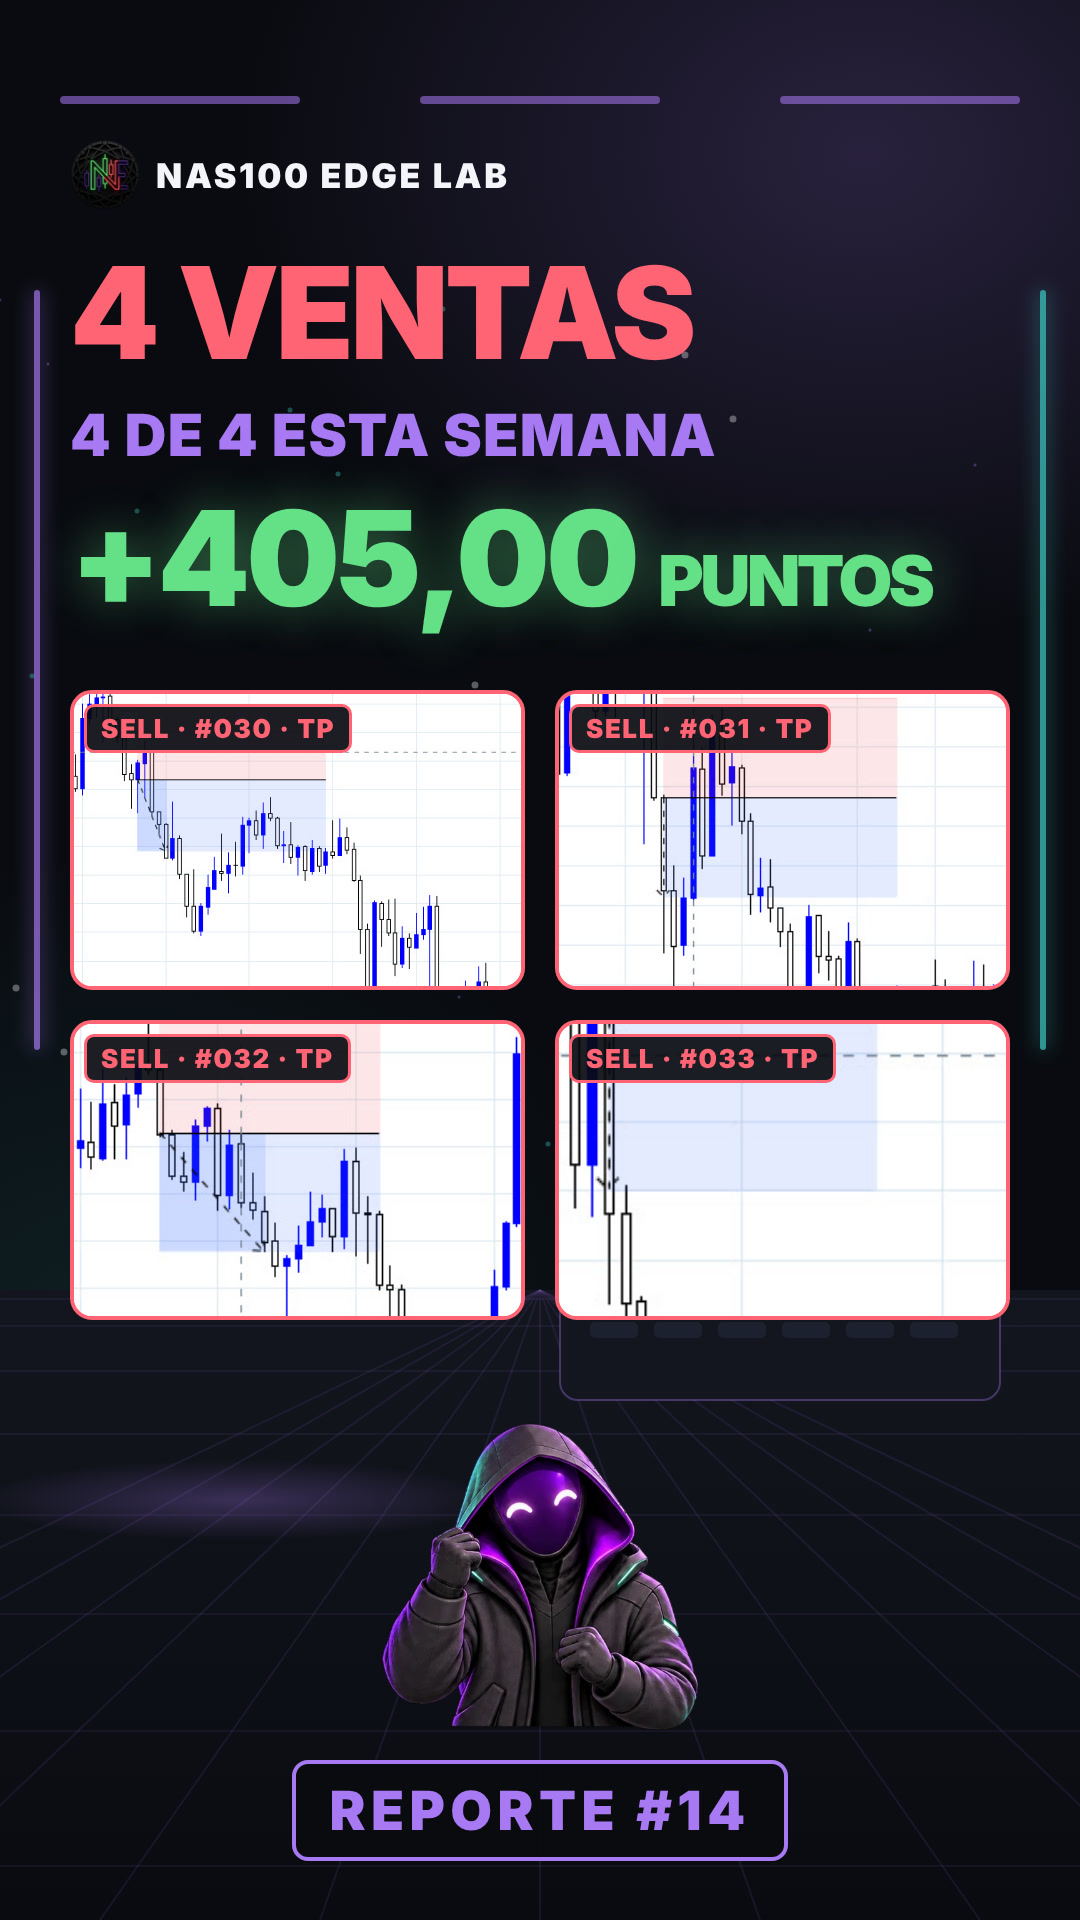 NAS100 EDGE LAB
4 VENTAS
4 DE 4 ESTA SEMANA
+405,00 PUNTOS
SELL · #030 · TP
SELL · #031 · TP
SELL · #032 · TP
SELL · #033 · TP
REPORTE #14